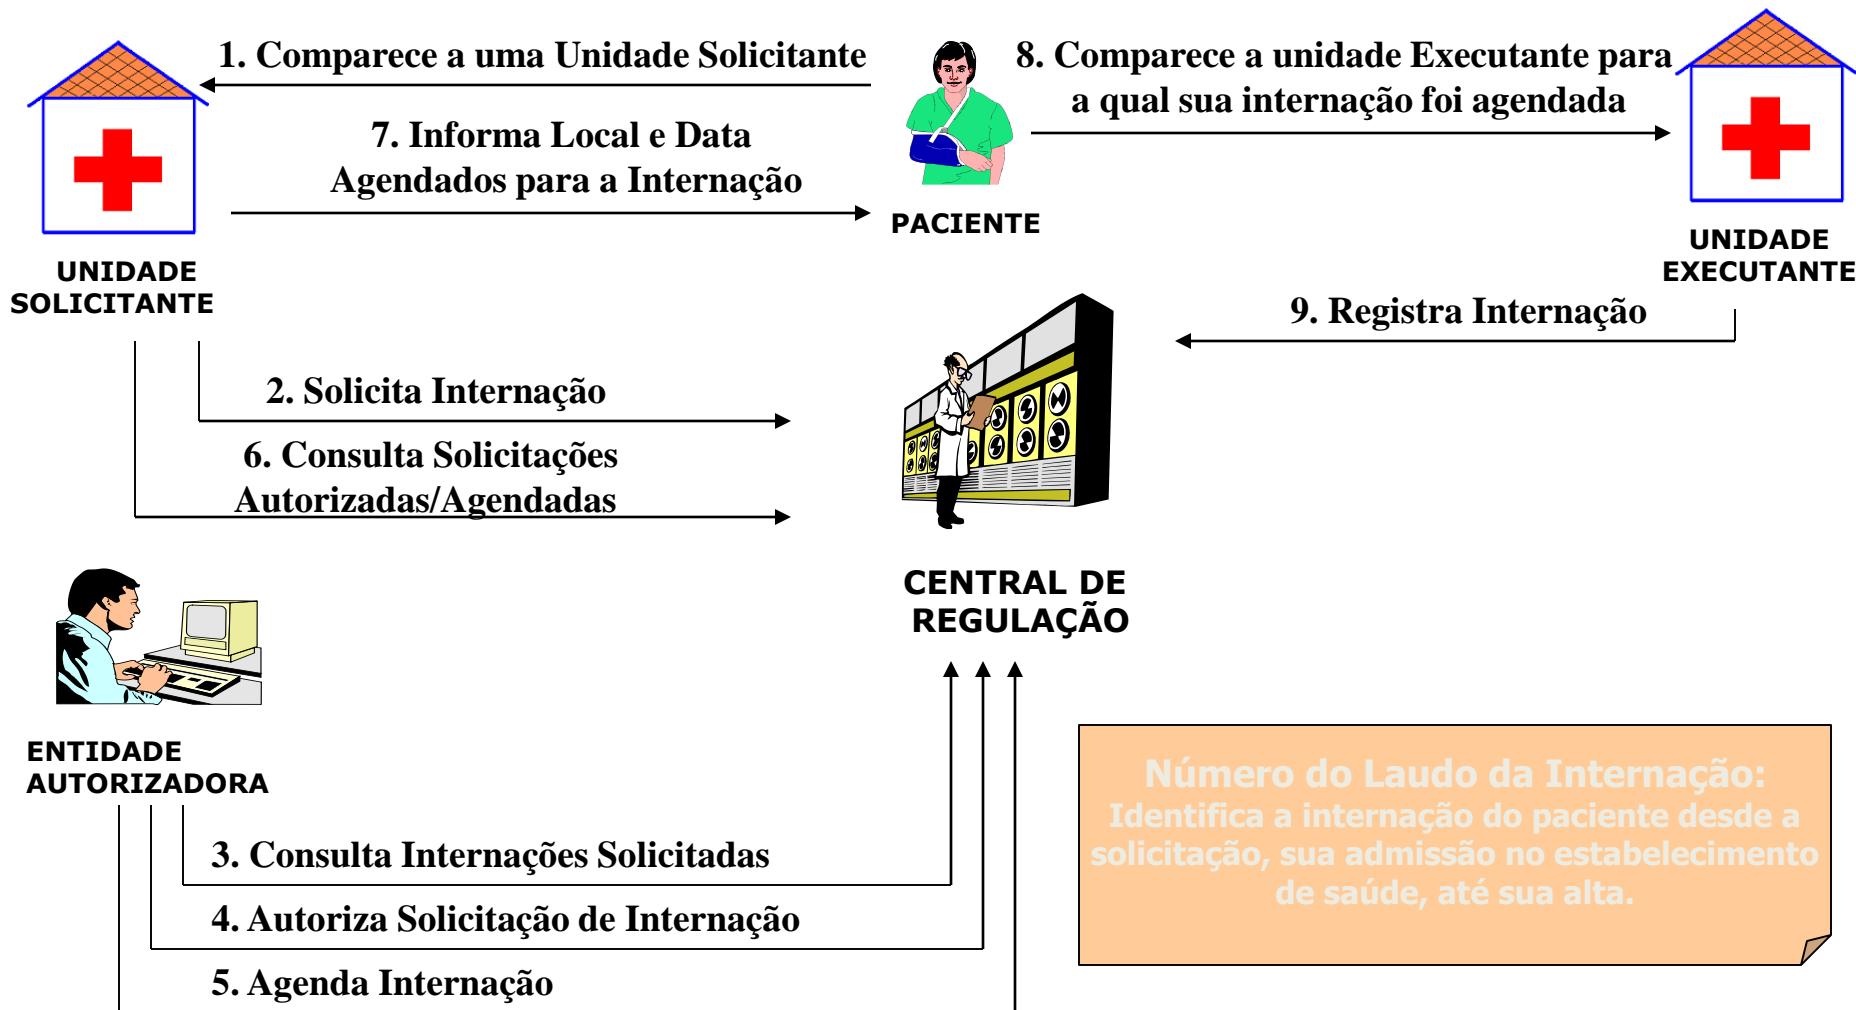 1. Comparece a uma Unidade Solicitante
8. Comparece a unidade Executante para
a qual sua internação foi agendada
7. Informa Local e Data
Agendados para a Internação
PACIENTE
UNIDADE
EXECUTANTE
UNIDADE
SOLICITANTE
9. Registra Internação
2. Solicita Internação
6. Consulta Solicitações
Autorizadas/Agendadas
CENTRAL DE
REGULAÇÃO
ENTIDADE
AUTORIZADORA
Número do Laudo da Internação:
Identifica a internação do paciente desde a
solicitação, sua admissão no estabelecimento
de saúde, até sua alta.
3. Consulta Internações Solicitadas
4. Autoriza Solicitação de Internação
5. Agenda Internação